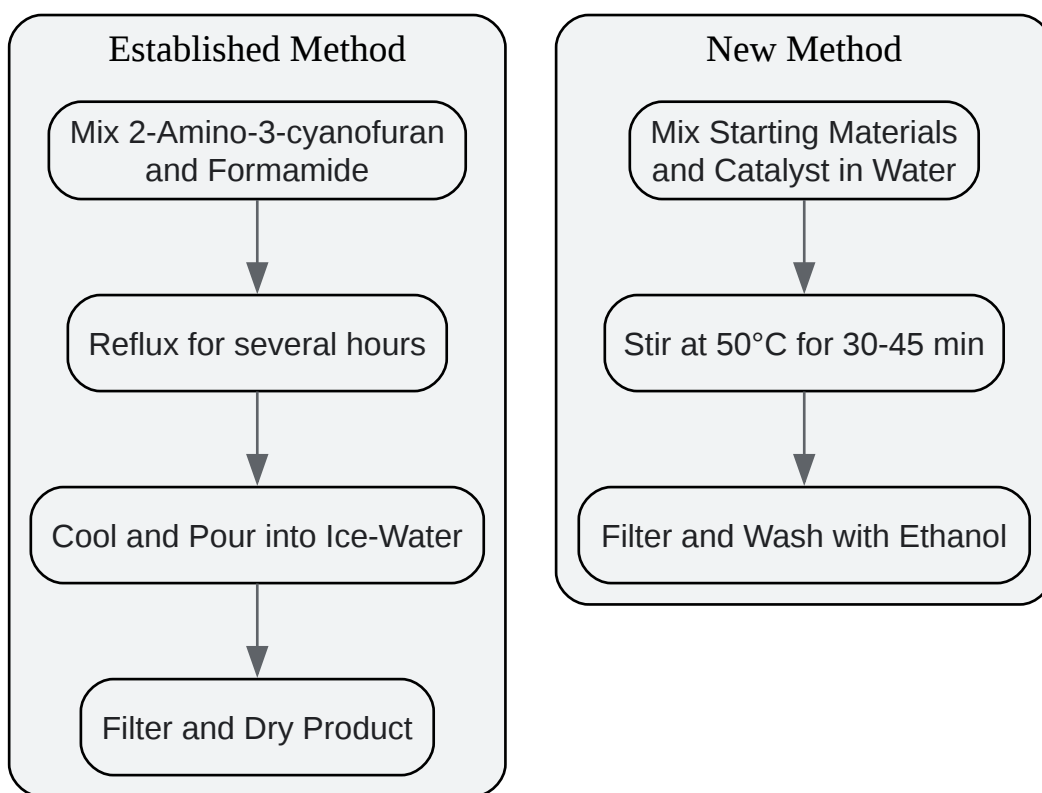 Established Method
Mix 2-Amino-3-cyanofuran
and Formamide
Reflux for several hours
Cool and Pour into Ice-Water
Filter and Dry Product
New Method
Mix Starting Materials
and Catalyst in Water
Stir at 50°C for 30-45 min
Filter and Wash with Ethanol